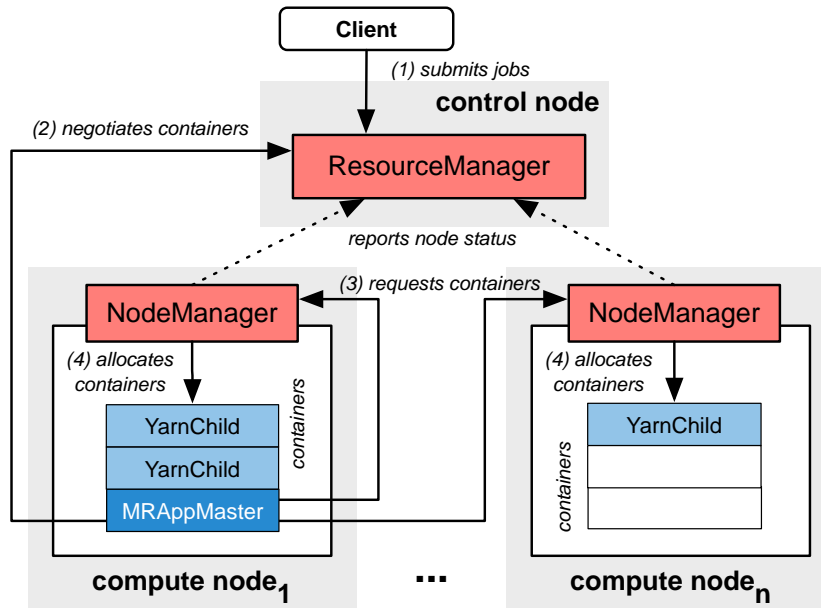 Client
(1) submits jobs
control node
(2) negotiates containers
ResourceManager
reports node status
(3) requests containers
NodeManager
NodeManager
(4) allocates
containers
(4) allocates
containers
containers
YarnChild
YarnChild
MRAppMaster
YarnChild
containers
compute node1
...
compute noden